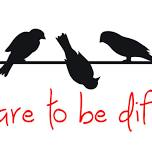 are to be dif